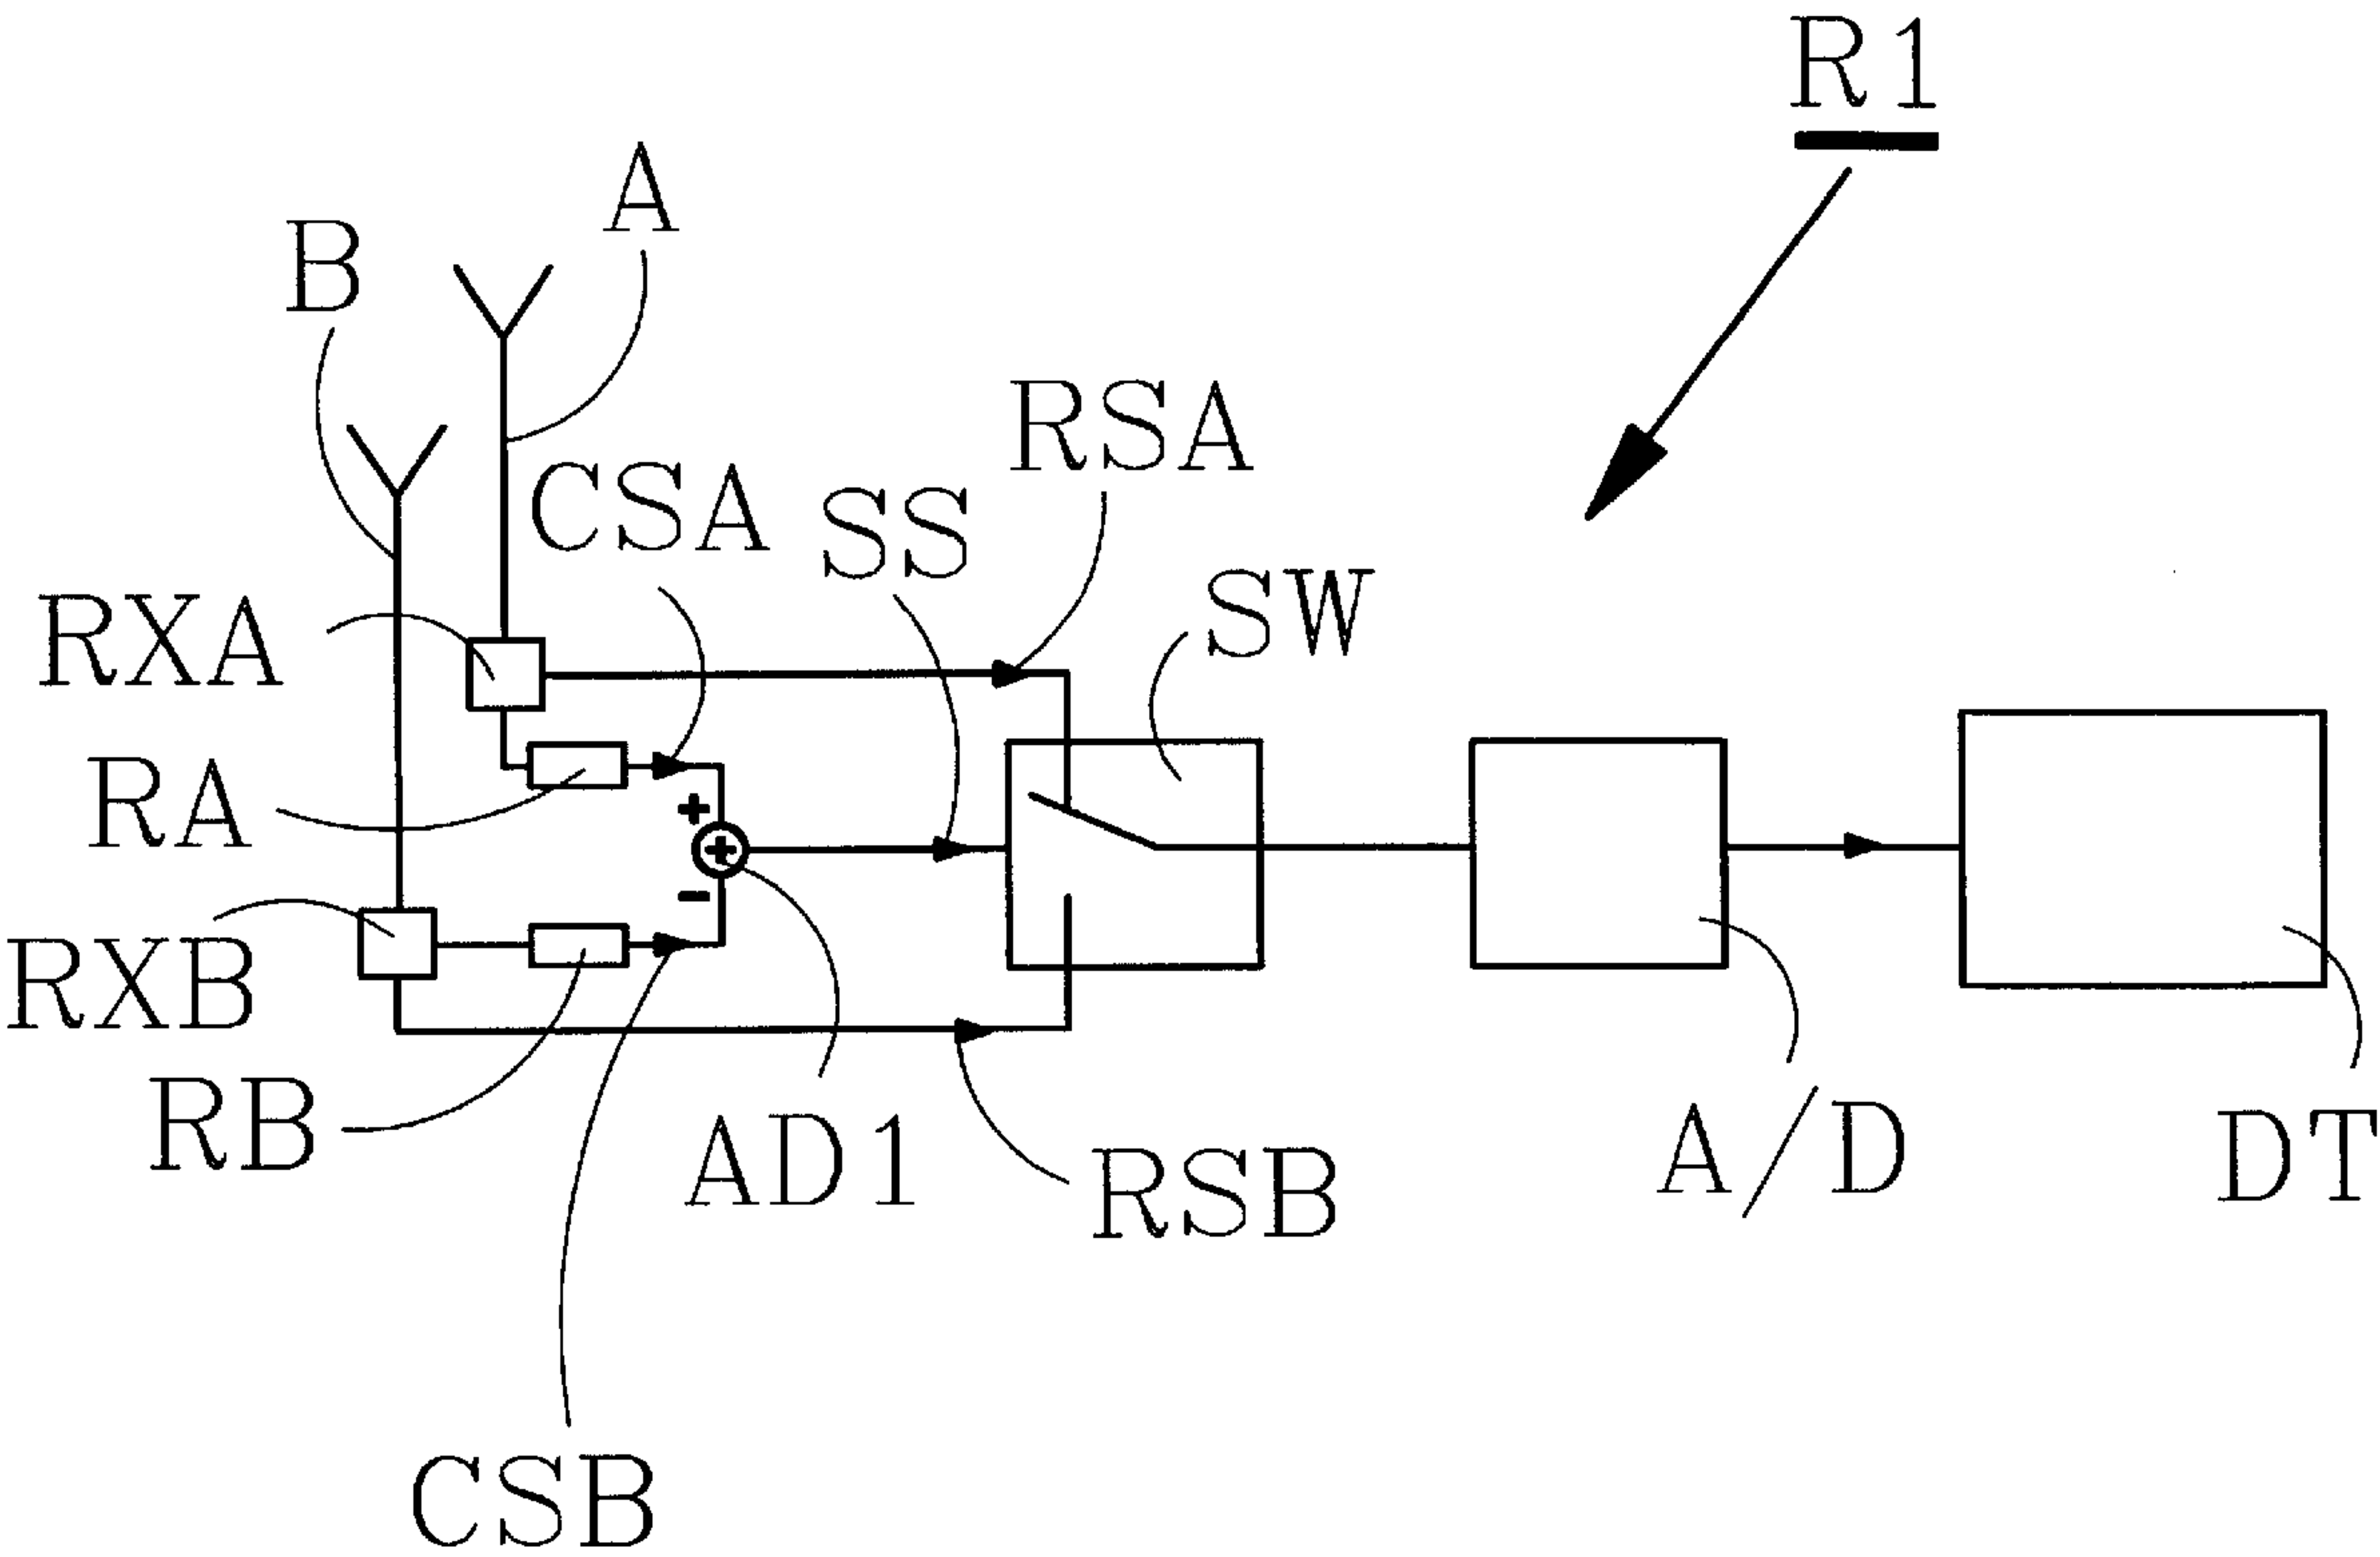 R1
A
B
RSA
CSA
SS
SW
RXA
RA
+
+
-
RXB
RB
AD1
RSB
A/D
DT
CSB